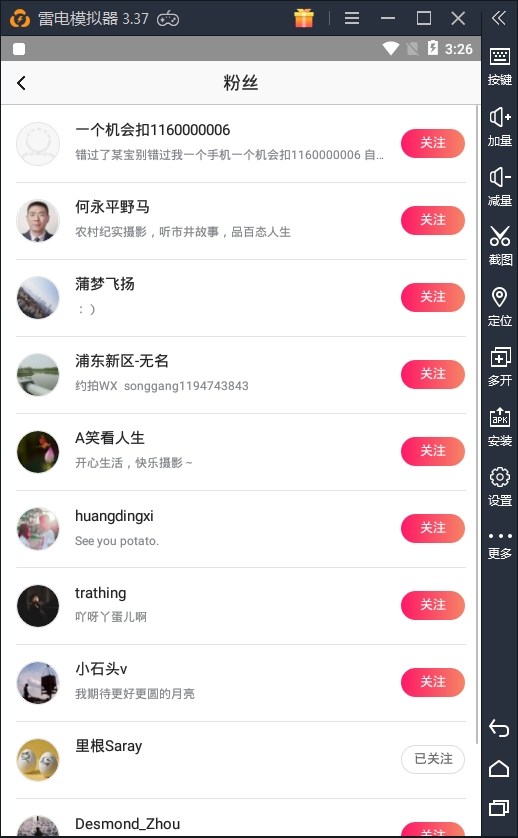 雷电模拟器 3.37
3:26
粉丝
一个机会扣1160000006
错过了某宝别错过我一个手机一个机会扣1160000006 自...
关注
何永平野马
农村纪实摄影，听市井故事，品百态人生
关注
蒲梦飞扬
：）
关注
浦东新区-无名
约拍WX songgang1194743843
关注
A笑看人生
开心生活，快乐摄影～
关注
huangdingxi
See you potato.
关注
trathing
吖呀丫蛋儿啊
关注
小石头v
我期待更好更圆的月亮
关注
里根Saray
已关注
Desmond_Zhou
关注
按键
加量
减量
截图
定位
多开
APK
安装
设置
更多